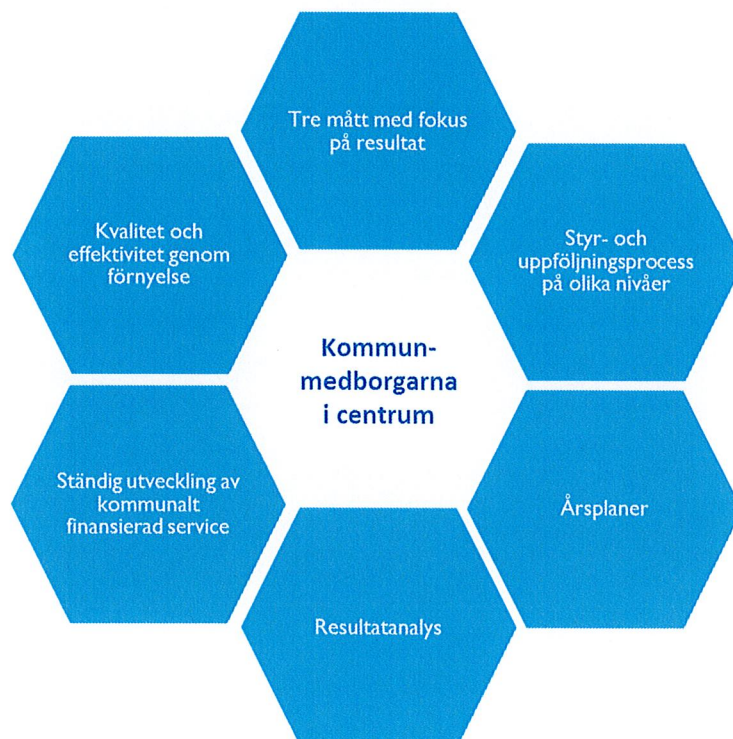 Tre mått med fokus
på resultat
Kvalitet och
effektivitet genom
förnyelse
Styr- och
uppföljningsprocess
på olika nivåer
Kommun-
medborgarna
i centrum
Ständig utveckling av
kommunalt
finansierad service
Årsplaner
Resultatanalys